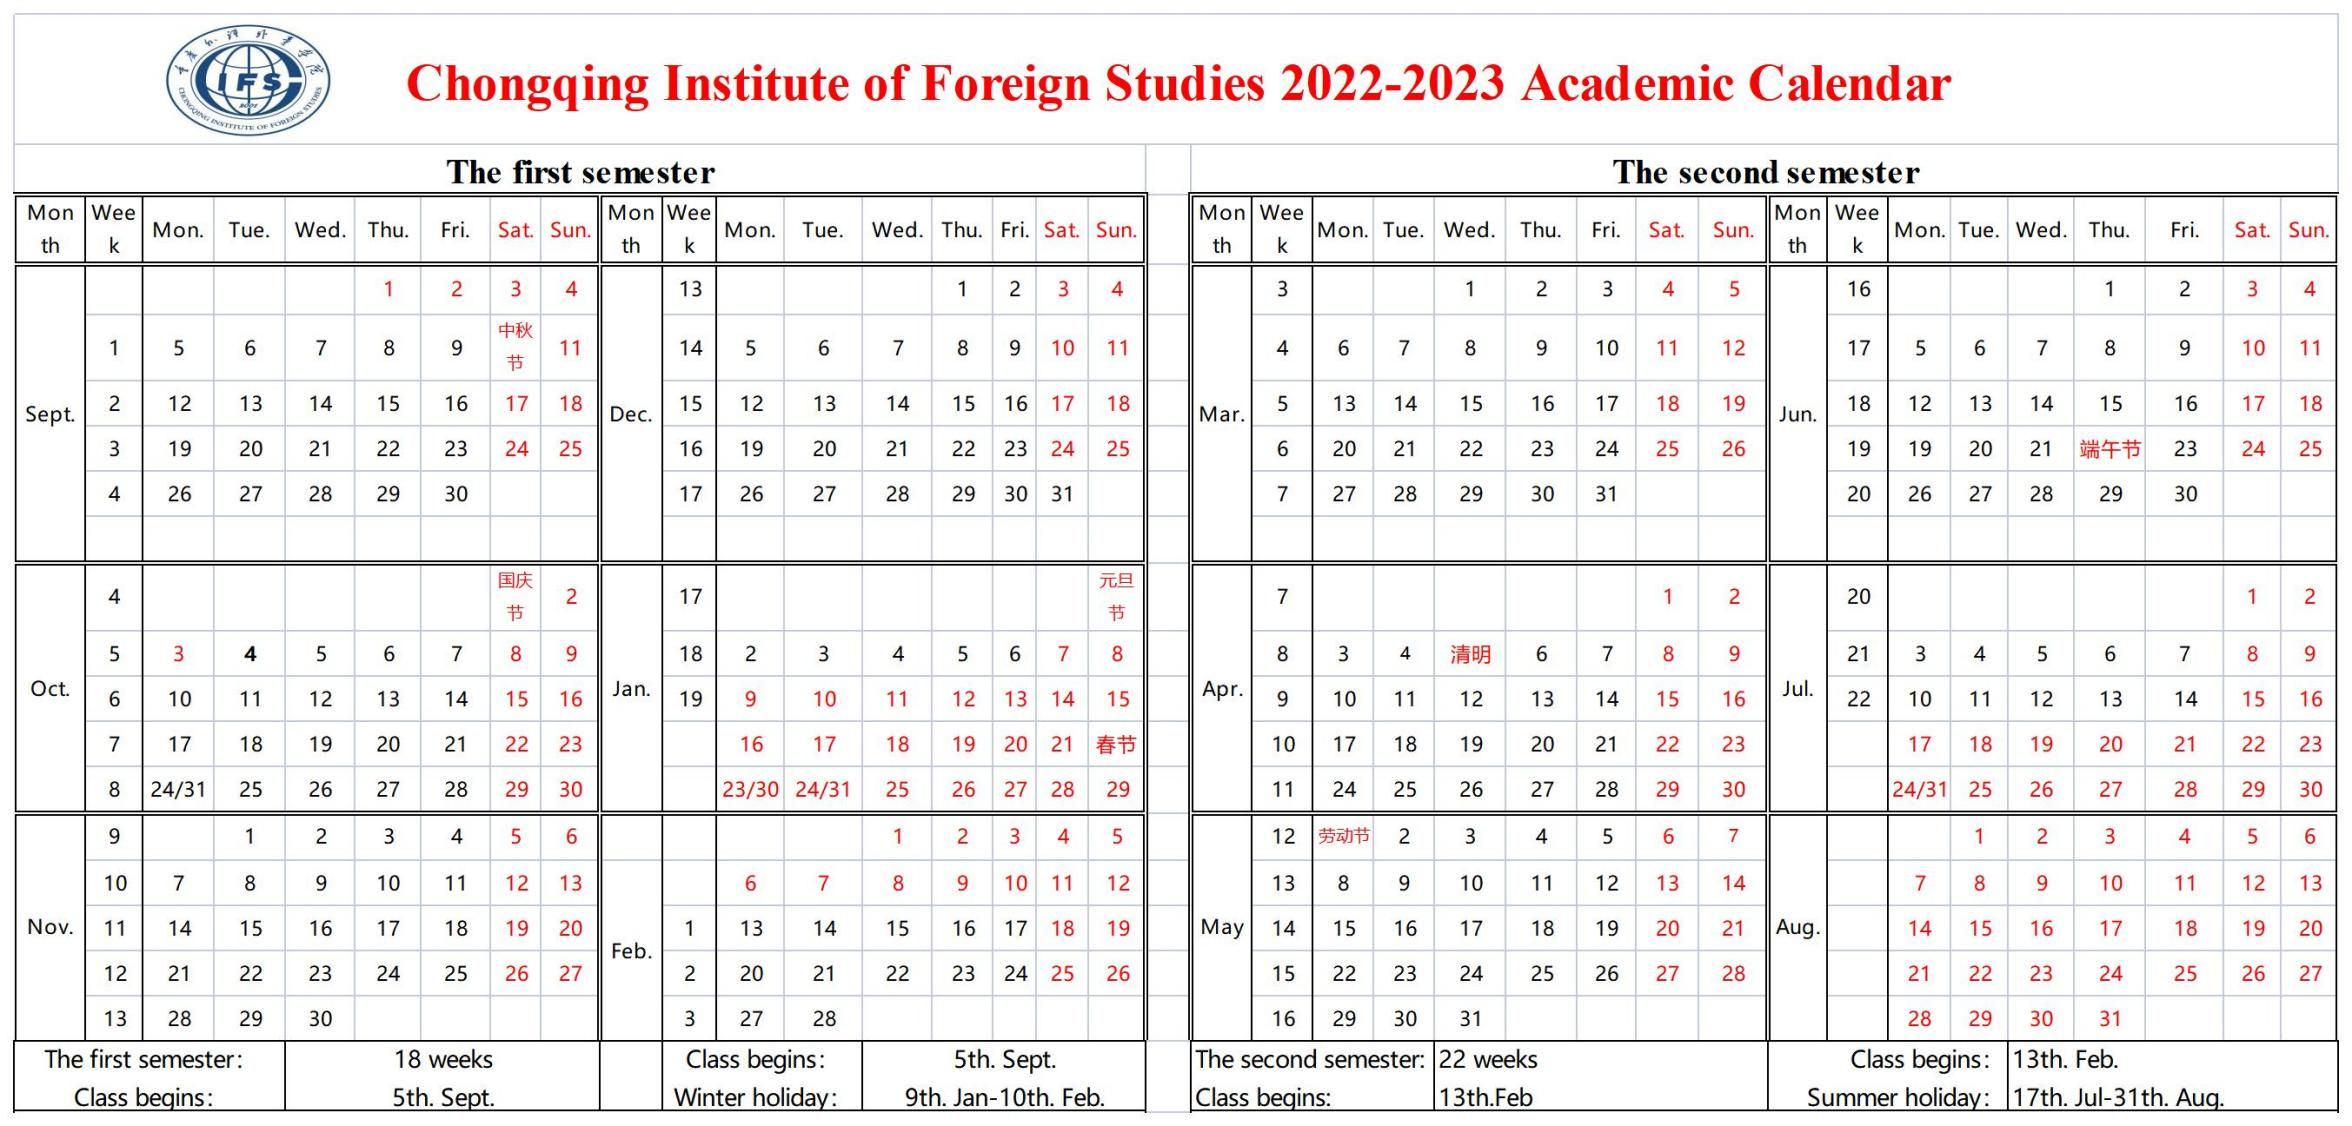 重庆外语外事学院
IFS
2001
CHONGQING INSTITUTE OF FOREIGN STUDIES
Chongqing Institute of Foreign Studies 2022-2023 Academic Calendar
The first semester The second semester
Mon Wee Mon Wee Mon Wee Mon Wee
Mon. Tue. Wed. Thu. Fri. Sat. Sun. Mon. Tue. Wed. Thu. Fri. Sat. Sun. Mon. Tue. Wed. Thu. Fri. Sat. Sun. Mon. Tue. Wed. Thu. Fri. Sat. Sun.
th k th k th k th k
1 2 3 4 13 1 2 3 4 3 1 2 3 4 5 16 1 2 3 4
1 5 6 7 8 9 中秋节 11 14 5 6 7 8 9 10 11 4 6 7 8 9 10 11 12 17 5 6 7 8 9 10 11
Sept. 2 12 13 14 15 16 17 18 Dec. 15 12 13 14 15 16 17 18 Mar. 5 13 14 15 16 17 18 19 Jun. 18 12 13 14 15 16 17 18
3 19 20 21 22 23 24 25 16 19 20 21 22 23 24 25 6 20 21 22 23 24 25 26 19 19 20 21 端午节 23 24 25
4 26 27 28 29 30 17 26 27 28 29 30 31 7 27 28 29 30 31 20 26 27 28 29 30
4 国庆节 2 17 元旦节 7 1 2 20 1 2
5 3 4 5 6 7 8 9 18 2 3 4 5 6 7 8 8 3 4 清明 6 7 8 9 21 3 4 5 6 7 8 9
Oct. 6 10 11 12 13 14 15 16 Jan. 19 9 10 11 12 13 14 15 Apr. 9 10 11 12 13 14 15 16 Jul. 22 10 11 12 13 14 15 16
7 17 18 19 20 21 22 23 16 17 18 19 20 21 春节 10 17 18 19 20 21 22 23 17 18 19 20 21 22 23
8 24/31 25 26 27 28 29 30 23/30 24/31 25 26 27 28 29 11 24 25 26 27 28 29 30 24/31 25 26 27 28 29 30
9 1 2 3 4 5 6 1 2 3 4 5 12 劳动节 2 3 4 5 6 7 1 2 3 4 5 6
10 7 8 9 10 11 12 13 6 7 8 9 10 11 12 13 8 9 10 11 12 13 14 7 8 9 10 11 12 13
Nov. 11 14 15 16 17 18 19 20 Feb. 1 13 14 15 16 17 18 19 May 14 15 16 17 18 19 20 21 Aug. 14 15 16 17 18 19 20
12 21 22 23 24 25 26 27 2 20 21 22 23 24 25 26 15 22 23 24 25 26 27 28 21 22 23 24 25 26 27
13 28 29 30 3 27 28 16 29 30 31 28 29 30 31
The first semester: 18 weeks Class begins: 5th. Sept. The second semester: 22 weeks Class begins: 13th. Feb.
Class begins: 5th. Sept. Winter holiday: 9th. Jan-10th. Feb. Class begins: 13th.Feb Summer holiday: 17th. Jul-31th. Aug.